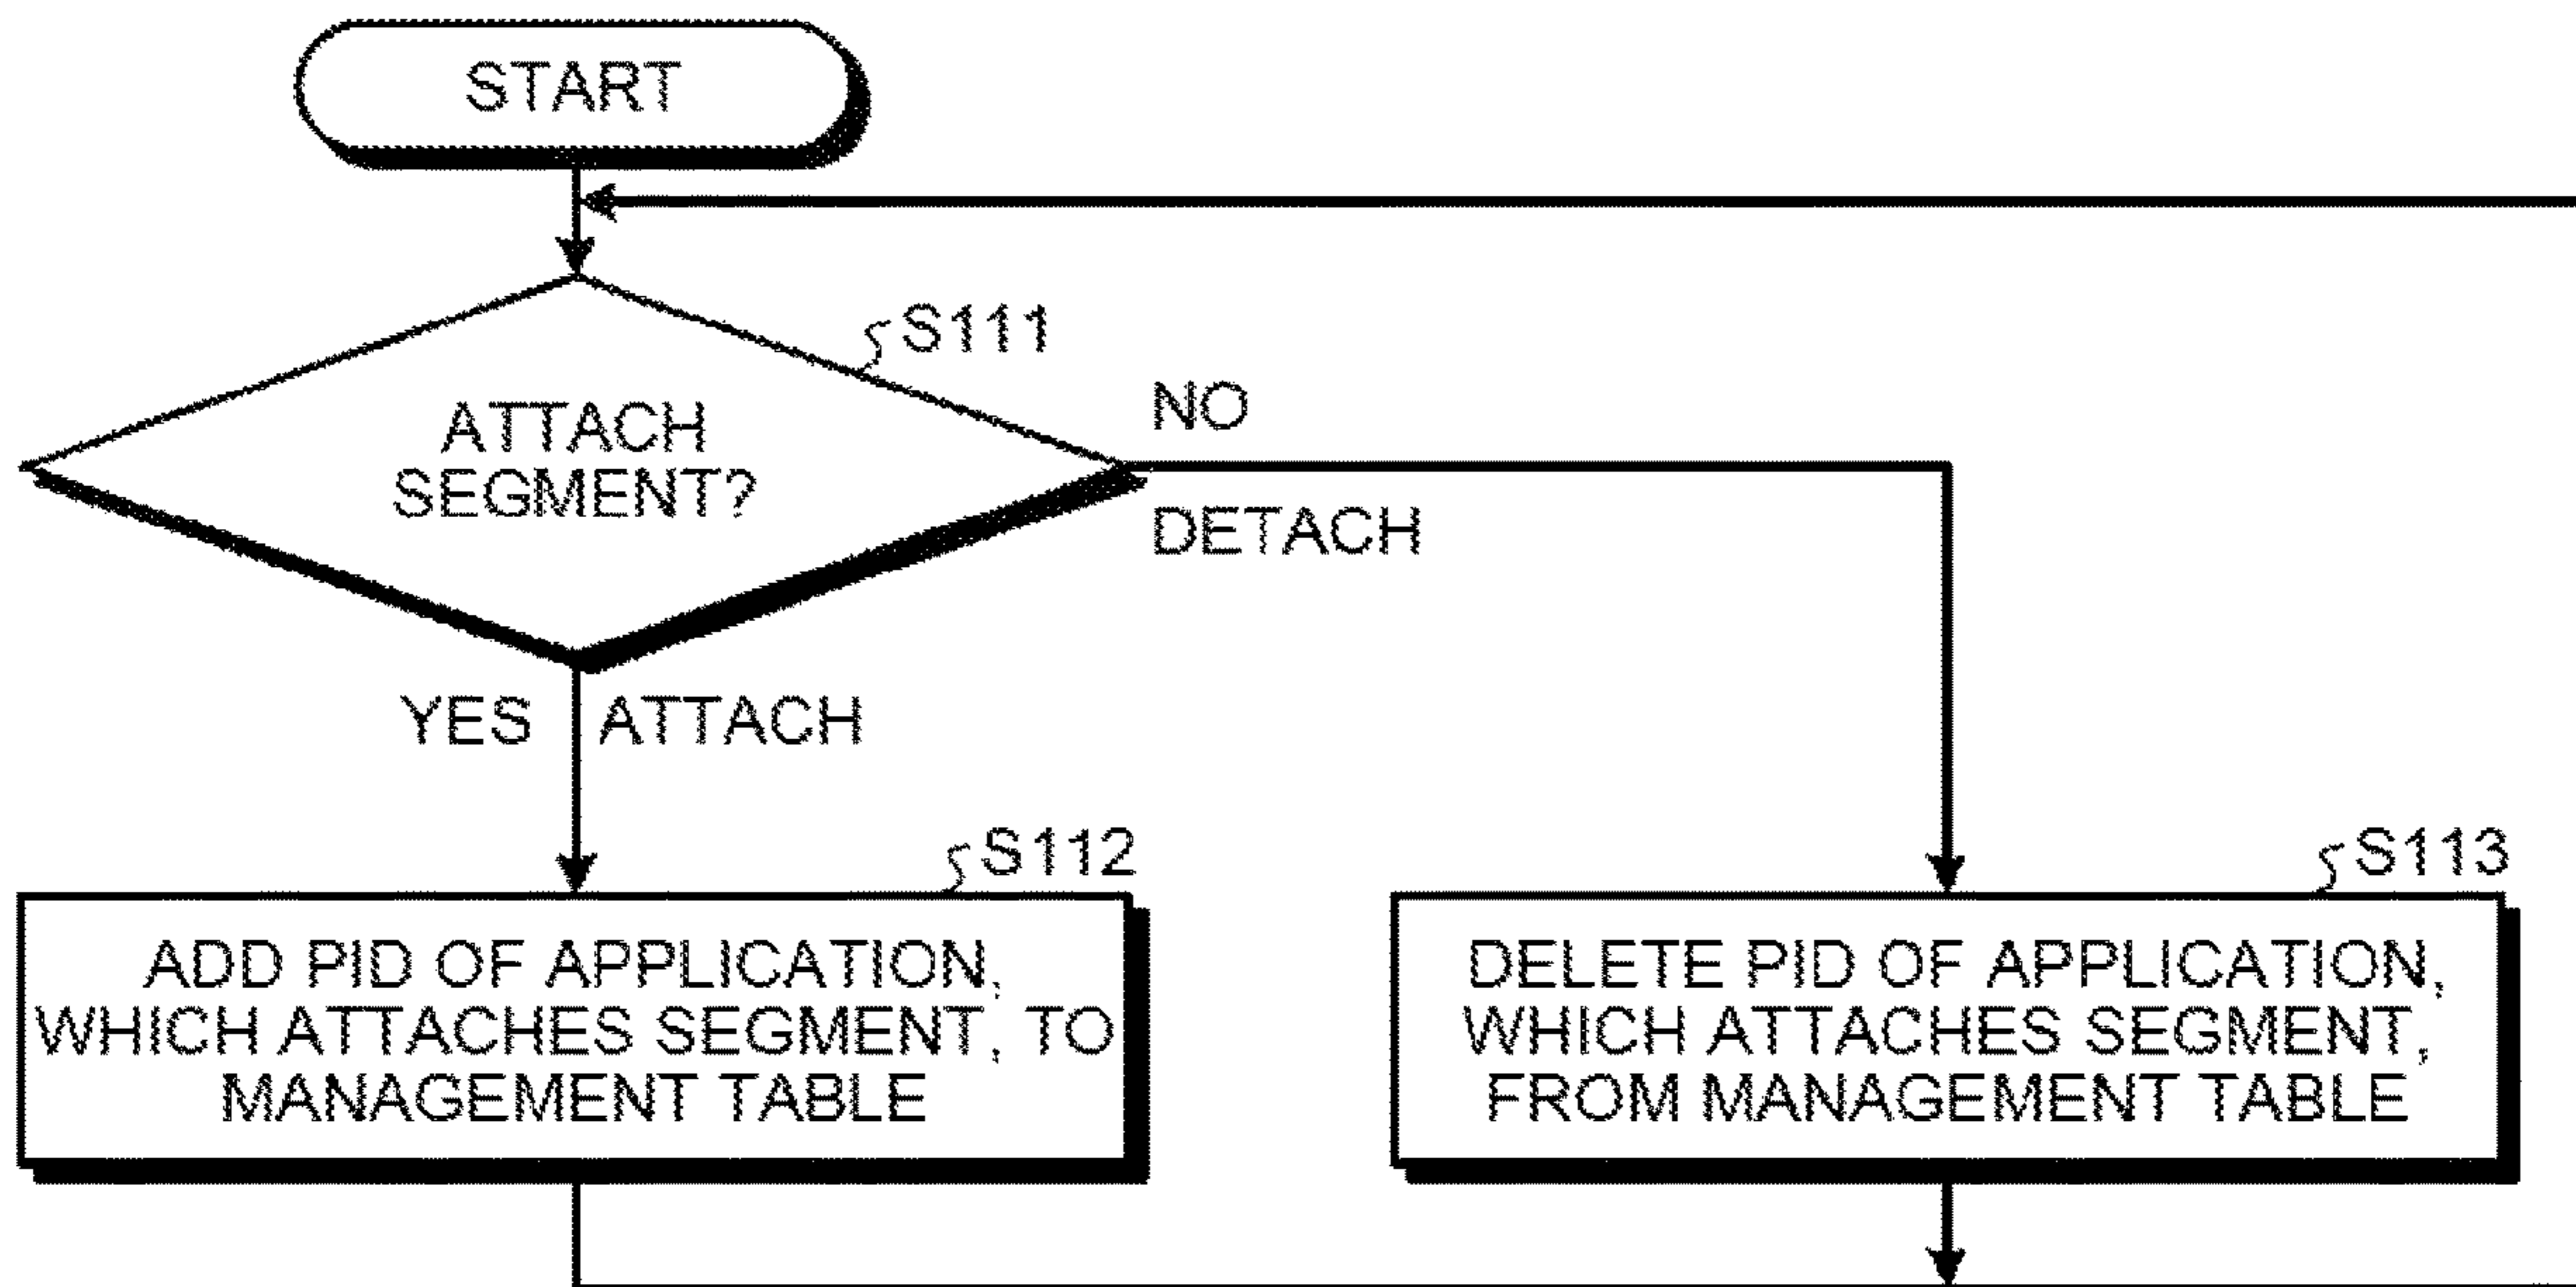 START
S111
ATTACH
SEGMENT?
NO
DETACH
YES
ATTACH
S112
ADD PID OF APPLICATION,
WHICH ATTACHES SEGMENT, TO
MANAGEMENT TABLE
S113
DELETE PID OF APPLICATION,
WHICH ATTACHES SEGMENT,
FROM MANAGEMENT TABLE